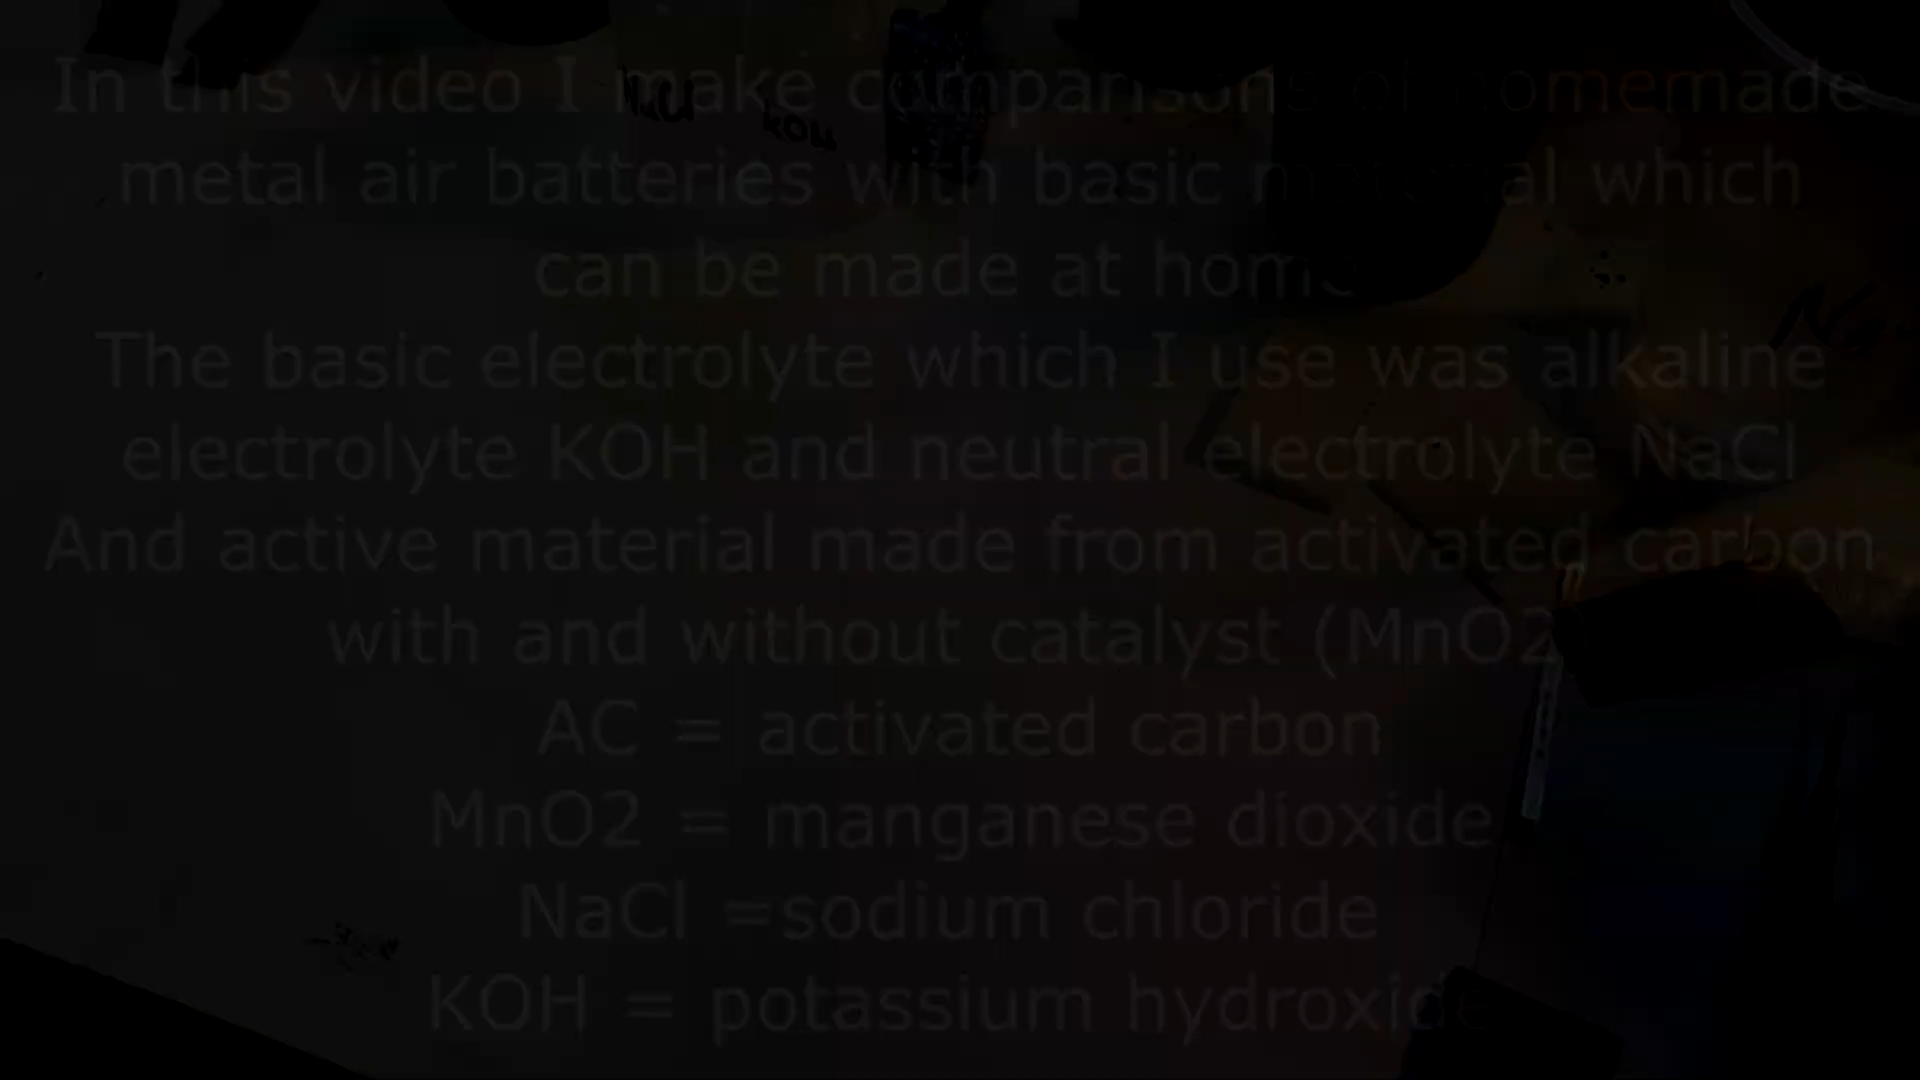 In this video I make comparisons of homemade
metal air batteries with basic material which
can be made at home
The basic electrolyte which I use was alkaline
electrolyte KOH and neutral electrolyte NaCl
And active material made from activated carbon
with and without catalyst (MnO2
AC = activated carbon
MnO2 = manganese dioxide
NaCl =sodium chloride
KOH = potassium hydroxide
NaCl
KOH